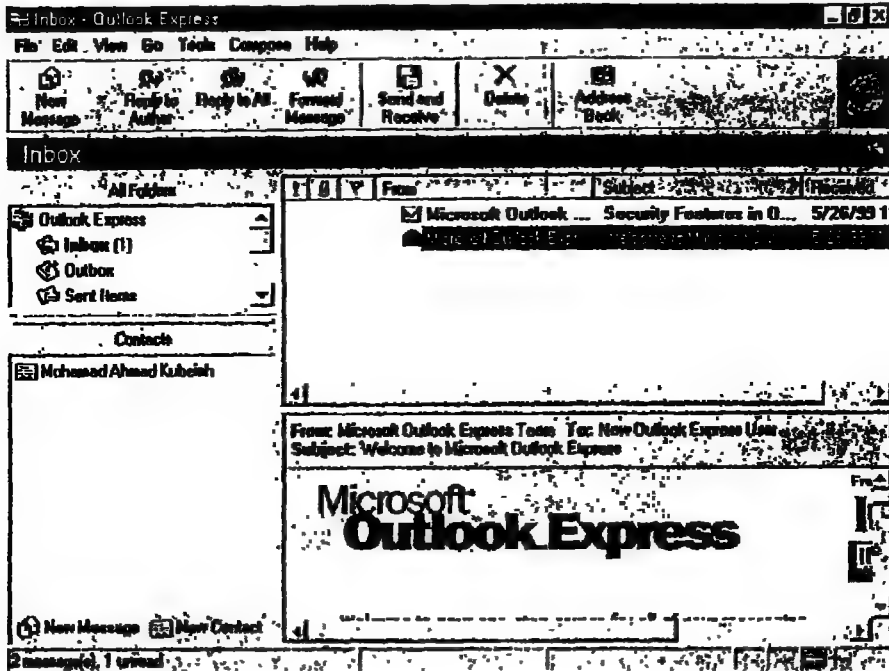 Inbox - Outlook Express
File Edit View Go Tools Compose Help
New Message Reply to Author Reply to All Forward Message Send and Receive Delete Address Book
Inbox
All Folders
Outlook Express
Inbox (1)
Outbox
Sent Items
Contacts
Mohamad Ahmad Kubeish
New Message New Contact
From Subject Received
Microsoft Outlook ... Security Features in O... 5/26/99 1
From: Microsoft Outlook Express Team To: New Outlook Express User
Subject: Welcome to Microsoft Outlook Express
Microsoft
Outlook Express
2 message(s), 1 unread